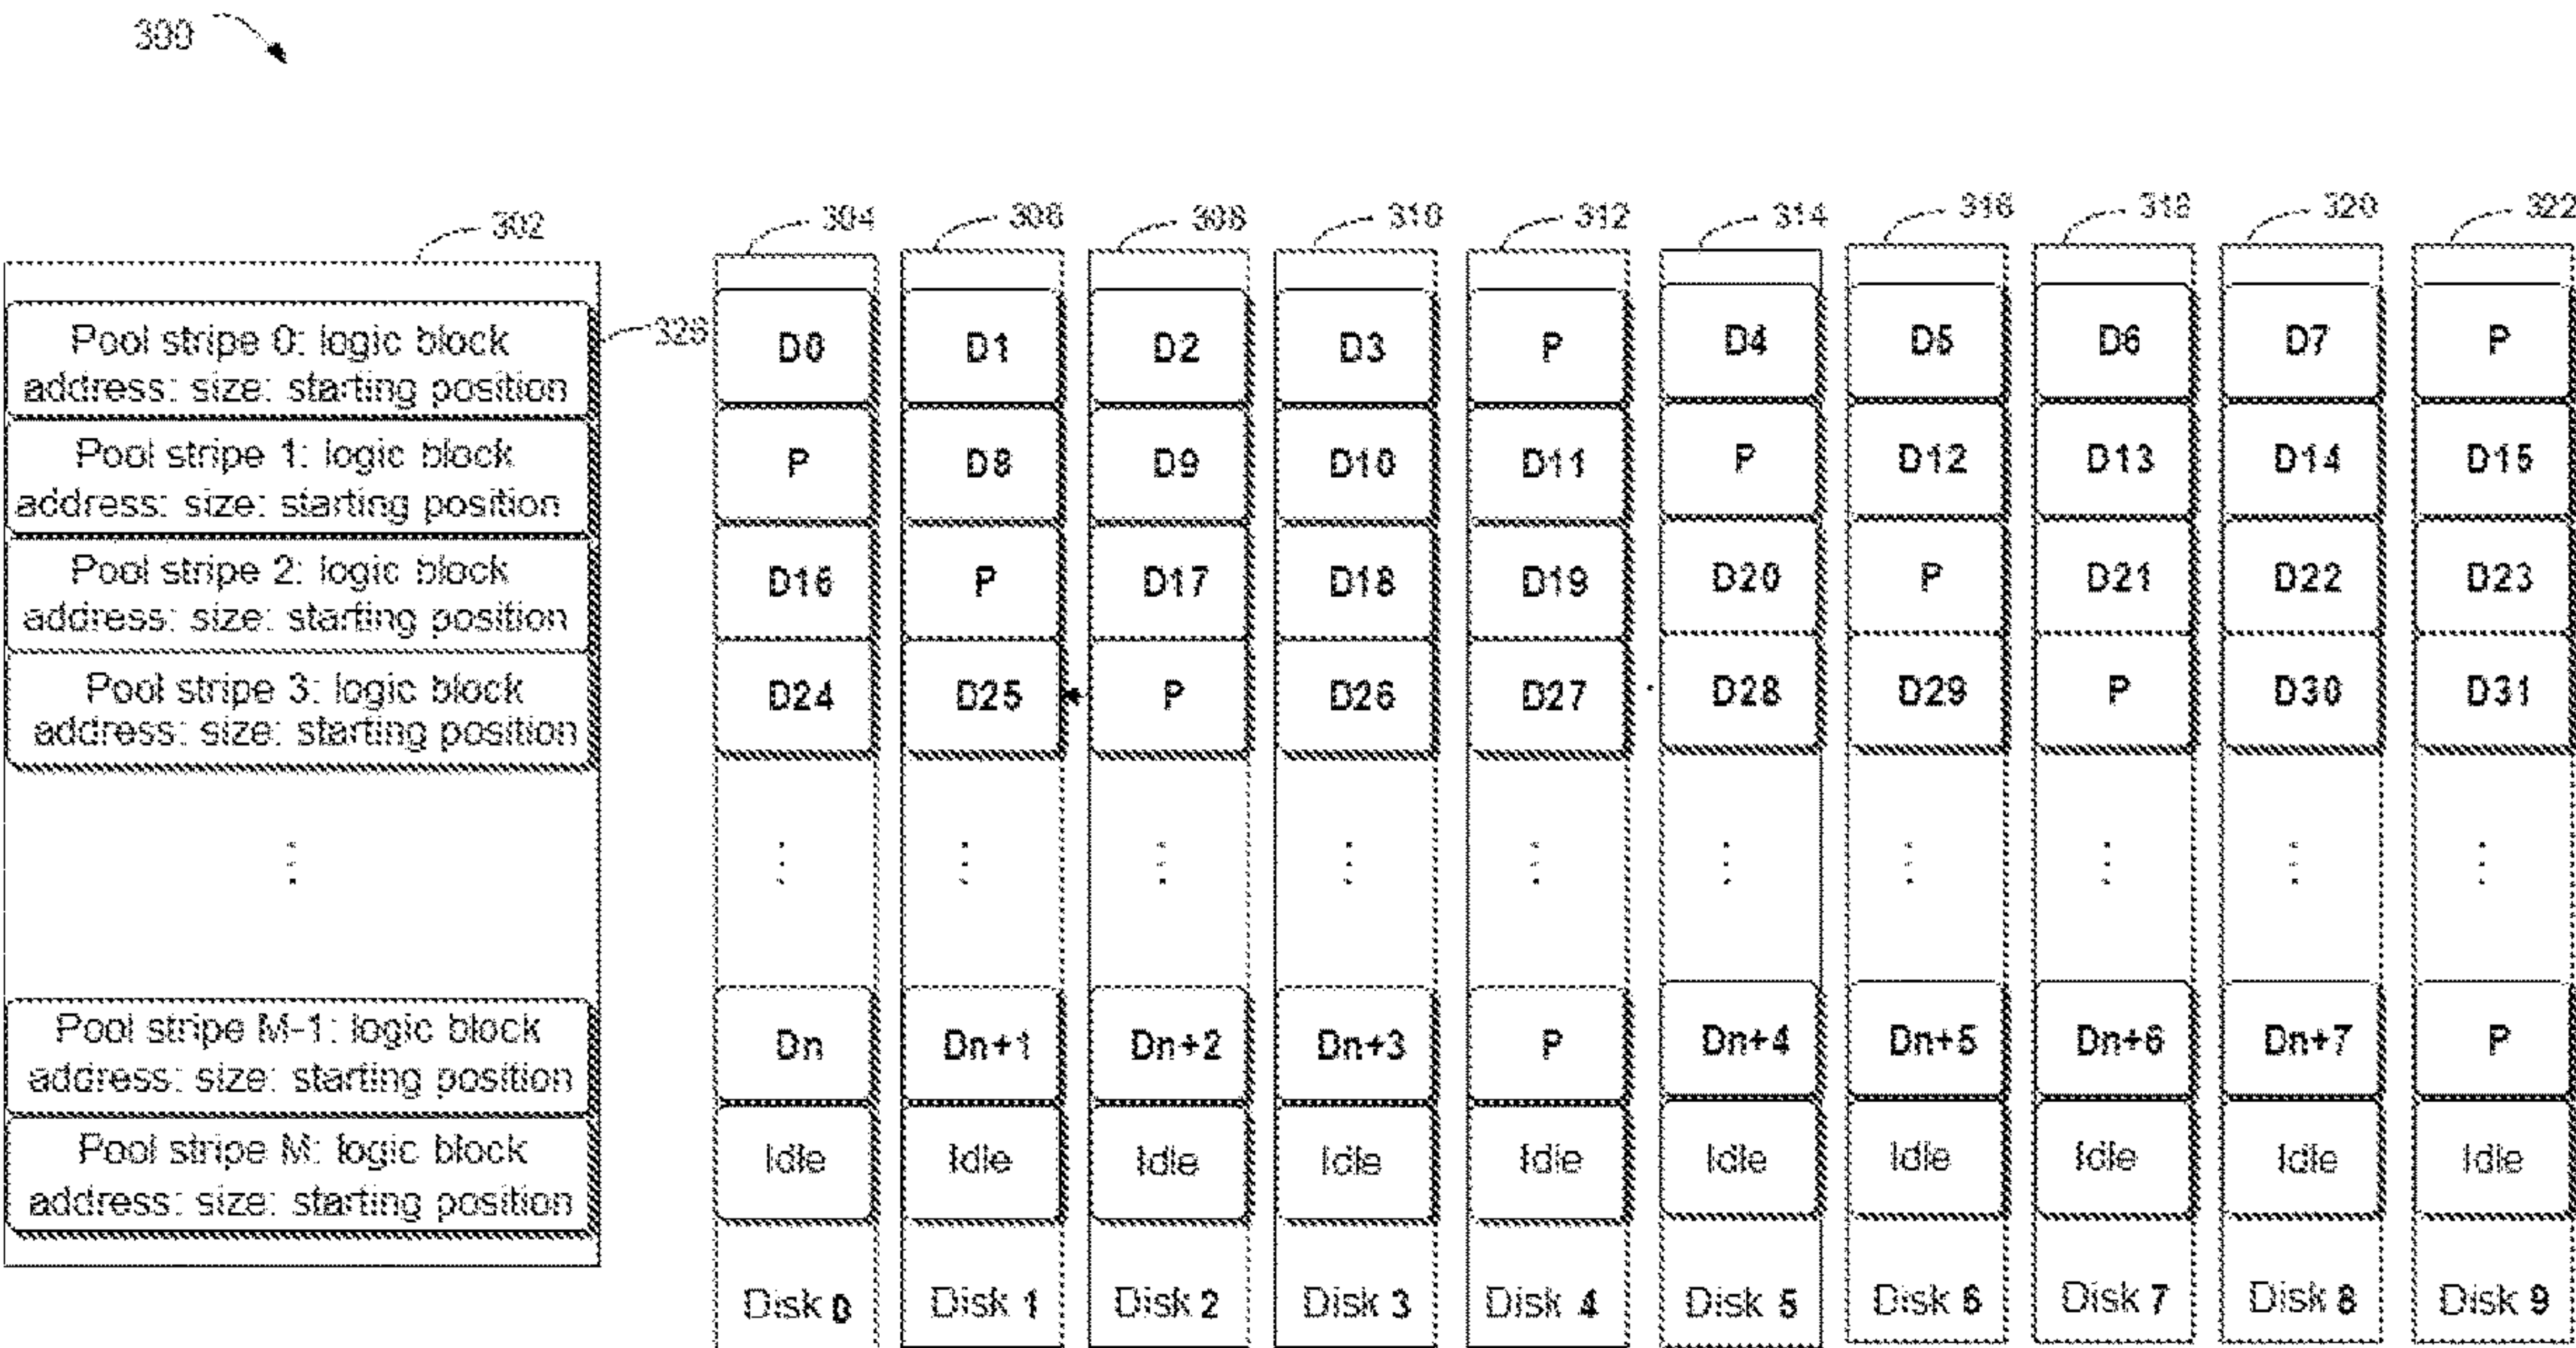 300
302
304
306
308
310
312
314
316
318
320
322
Pool stripe 0: logic block
address: size: starting position
326
D0 D1 D2 D3 P D4 D5 D6 D7 P
Pool stripe 1: logic block
address: size: starting position
P D8 D9 D10 D11 P D12 D13 D14 D15
Pool stripe 2: logic block
address: size: starting position
D16 P D17 D18 D19 D20 P D21 D22 D23
Pool stripe 3: logic block
address: size: starting position
D24 D25 P D26 D27 D28 D29 P D30 D31
Pool stripe M-1: logic block
address: size: starting position
Dn Dn+1 Dn+2 Dn+3 P Dn+4 Dn+5 Dn+6 Dn+7 P
Pool stripe M: logic block
address: size: starting position
Idle Idle Idle Idle Idle Idle Idle Idle Idle Idle
Disk 0 Disk 1 Disk 2 Disk 3 Disk 4 Disk 5 Disk 6 Disk 7 Disk 8 Disk 9